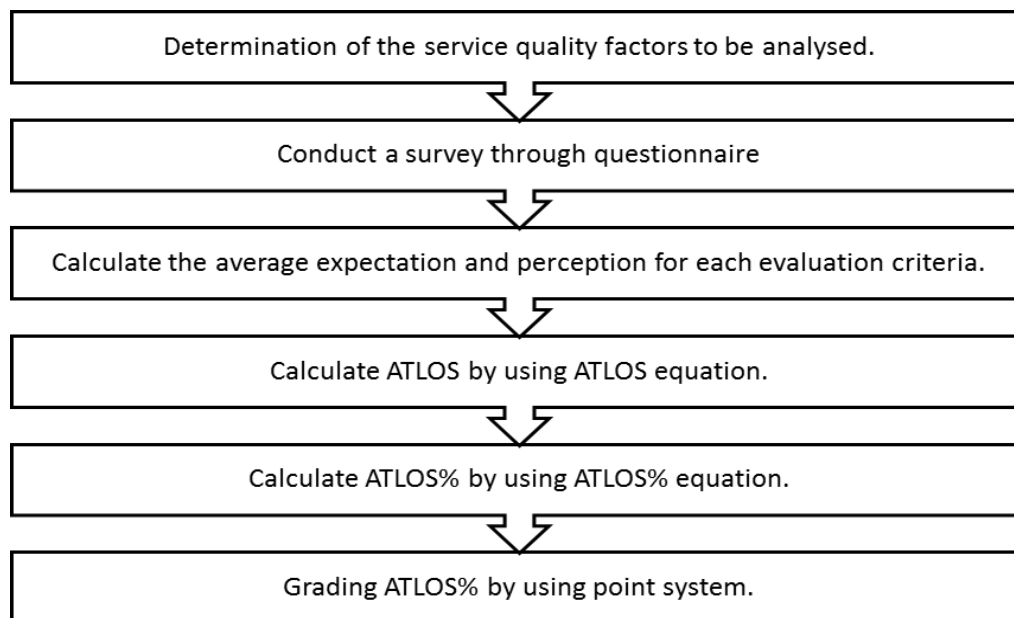 Determination of the service quality factors to be analysed.
Conduct a survey through questionnaire
Calculate the average expectation and perception for each evaluation criteria.
Calculate ATLOS by using ATLOS equation.
Calculate ATLOS% by using ATLOS% equation.
Grading ATLOS% by using point system.